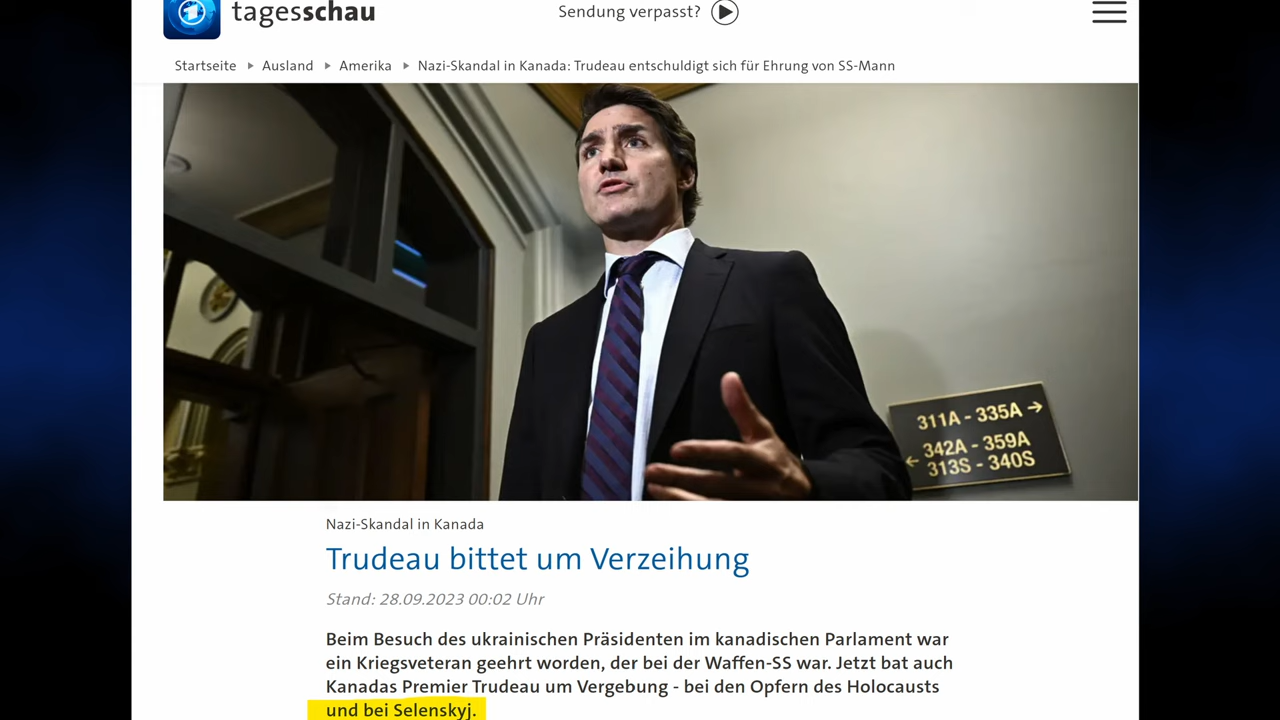 tagesschau
Sendung verpasst?
Startseite Ausland Amerika Nazi-Skandal in Kanada: Trudeau entschuldigt sich für Ehrung von SS-Mann
311A - 335A →
342A - 359A
← 313S - 340S
Nazi-Skandal in Kanada
Trudeau bittet um Verzeihung
Stand: 28.09.2023 00:02 Uhr
Beim Besuch des ukrainischen Präsidenten im kanadischen Parlament war
ein Kriegsveteran geehrt worden, der bei der Waffen-SS war. Jetzt bat auch
Kanadas Premier Trudeau um Vergebung - bei den Opfern des Holocausts
und bei Selenskyj.